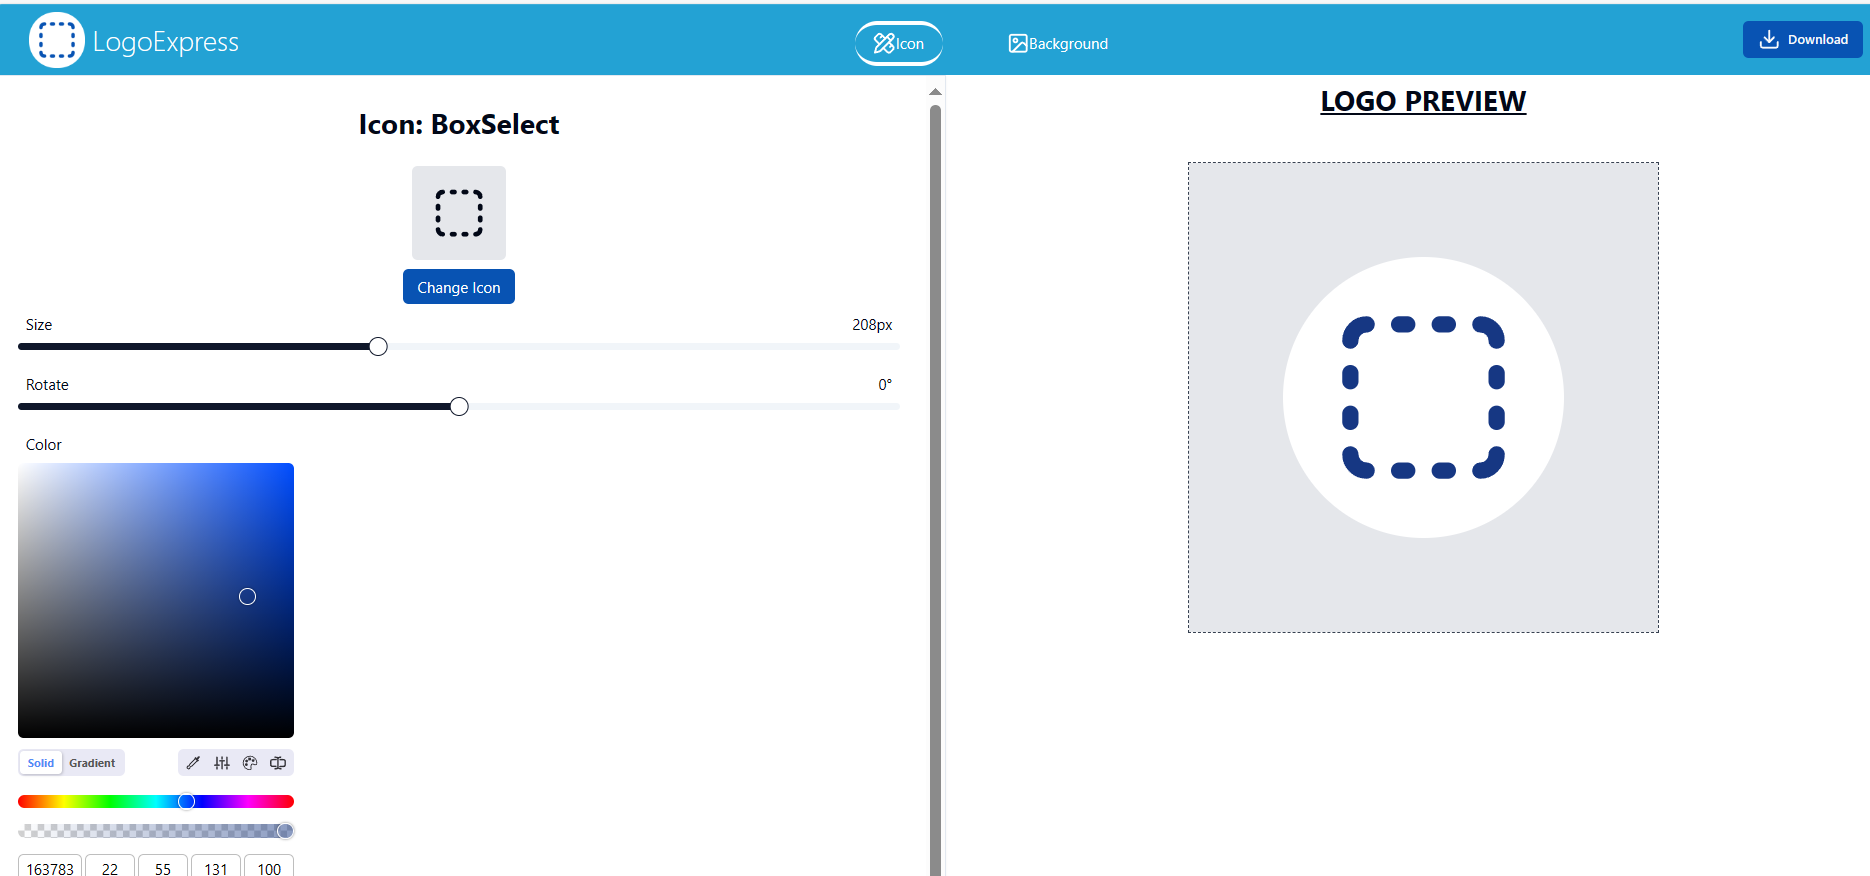 LogoExpress
Icon
Background
Download
Icon: BoxSelect
Change Icon
Size
208px
Rotate
0°
Color
Solid
Gradient
163783
22
55
131
100
LOGO PREVIEW